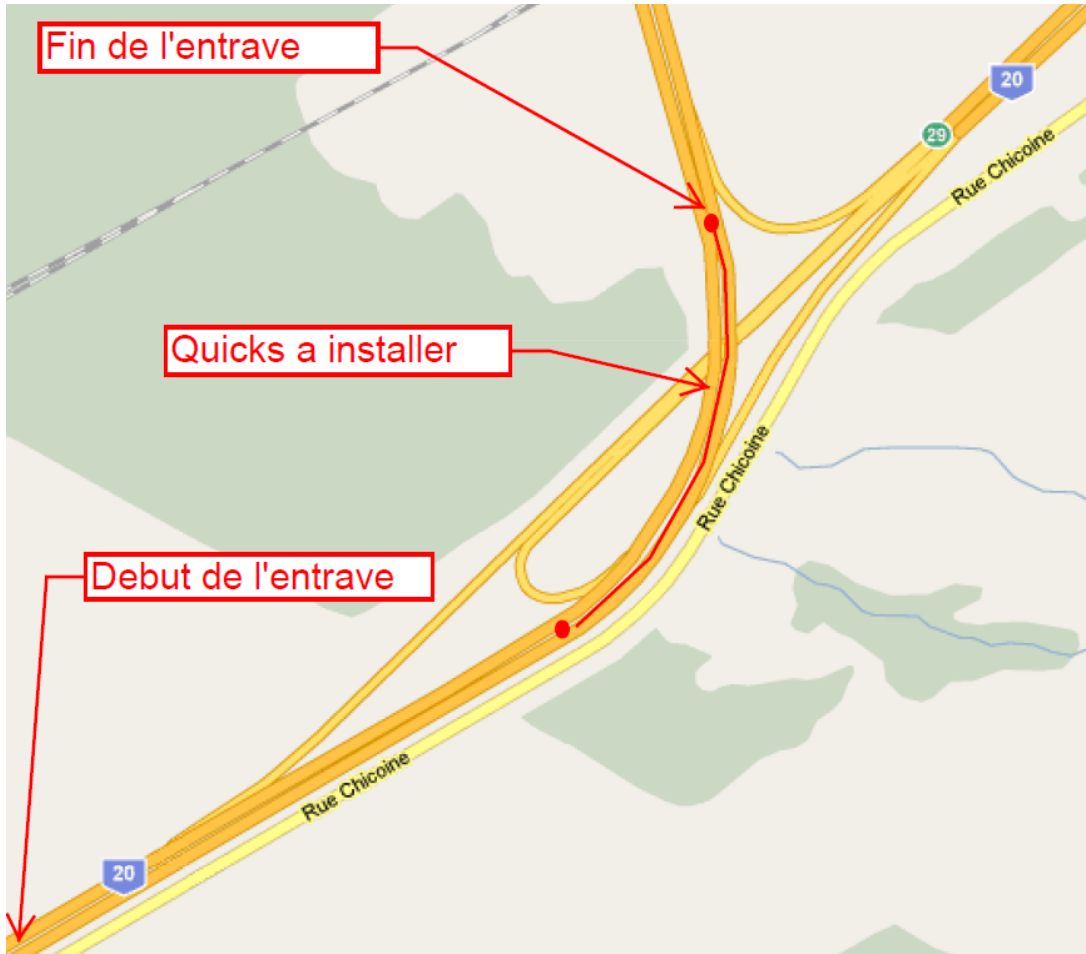 Fin de l'entrave
20
29
Rue Chicoine
Quicks a installer
Rue Chicoine
Debut de l'entrave
Rue Chicoine
20